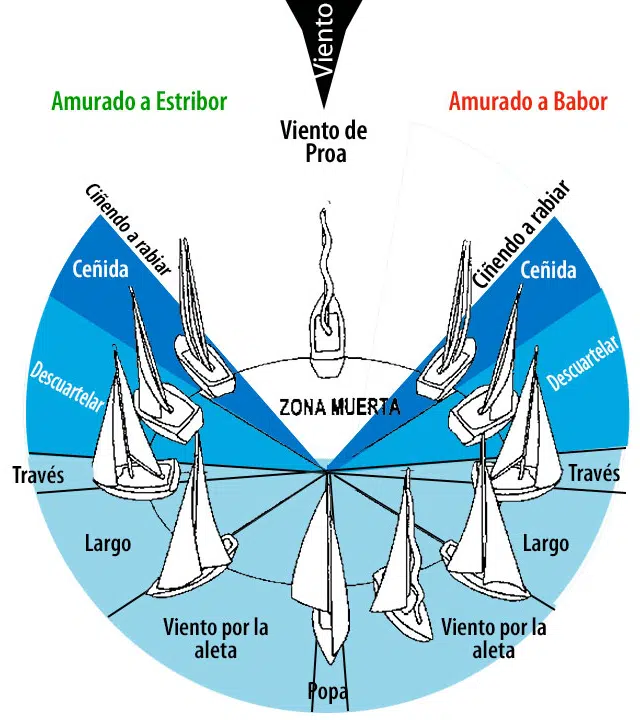 Viento
Amurado a Estribor
Amurado a Babor
Viento de
Proa
Ciñendo a rabiar
Ciñendo a rabiar
Ceñida
Ceñida
Descuartelar
Descuartelar
ZONA MUERTA
Través
Través
Largo
Largo
Viento por la
aleta
Viento por la
aleta
Popa